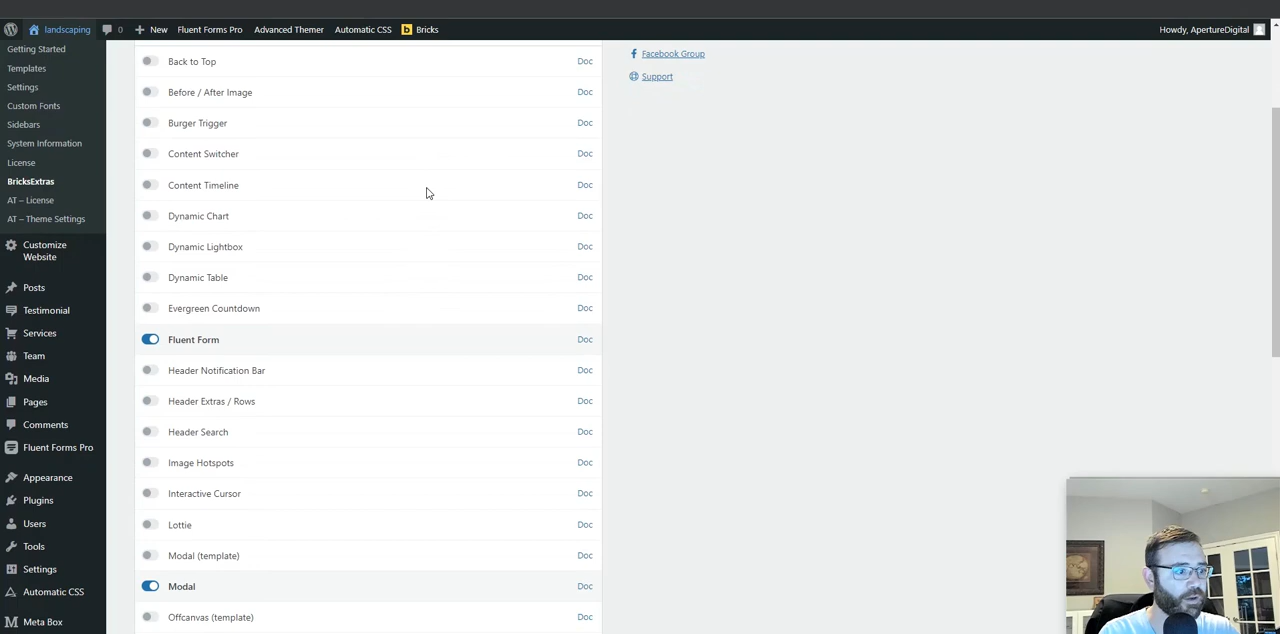 landscaping 0 New Fluent Forms Pro Advanced Themer Automatic CSS b Bricks Howdy, ApertureDigital
Getting Started
Templates
Settings
Custom Fonts
Sidebars
System Information
License
BricksExtras
AT – License
AT – Theme Settings
Customize
Website
Posts
Testimonial
Services
Team
Media
Pages
Comments
Fluent Forms Pro
Appearance
Plugins
Users
Tools
Settings
Automatic CSS
Meta Box
Back to Top Doc
Before / After Image Doc
Burger Trigger Doc
Content Switcher Doc
Content Timeline Doc
Dynamic Chart Doc
Dynamic Lightbox Doc
Dynamic Table Doc
Evergreen Countdown Doc
Fluent Form Doc
Header Notification Bar Doc
Header Extras / Rows Doc
Header Search Doc
Image Hotspots Doc
Interactive Cursor Doc
Lottie Doc
Modal (template) Doc
Modal Doc
Offcanvas (template) Doc
Facebook Group
Support